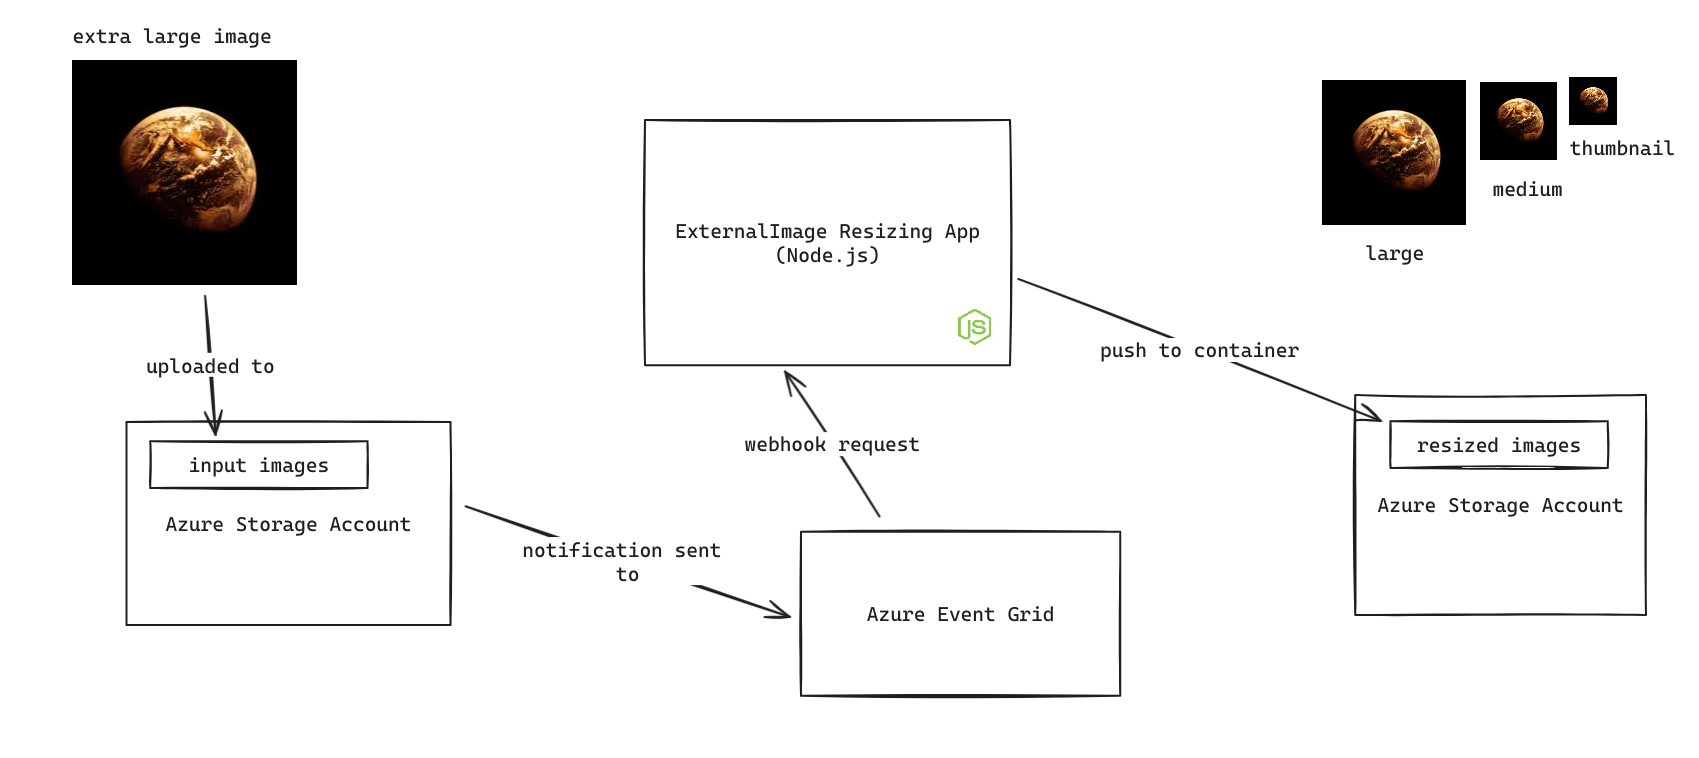 extra large image
uploaded to
input images
Azure Storage Account
notification sent
to
Azure Event Grid
webhook request
ExternalImage Resizing App
(Node.js)
JS
push to container
resized images
Azure Storage Account
large
medium
thumbnail